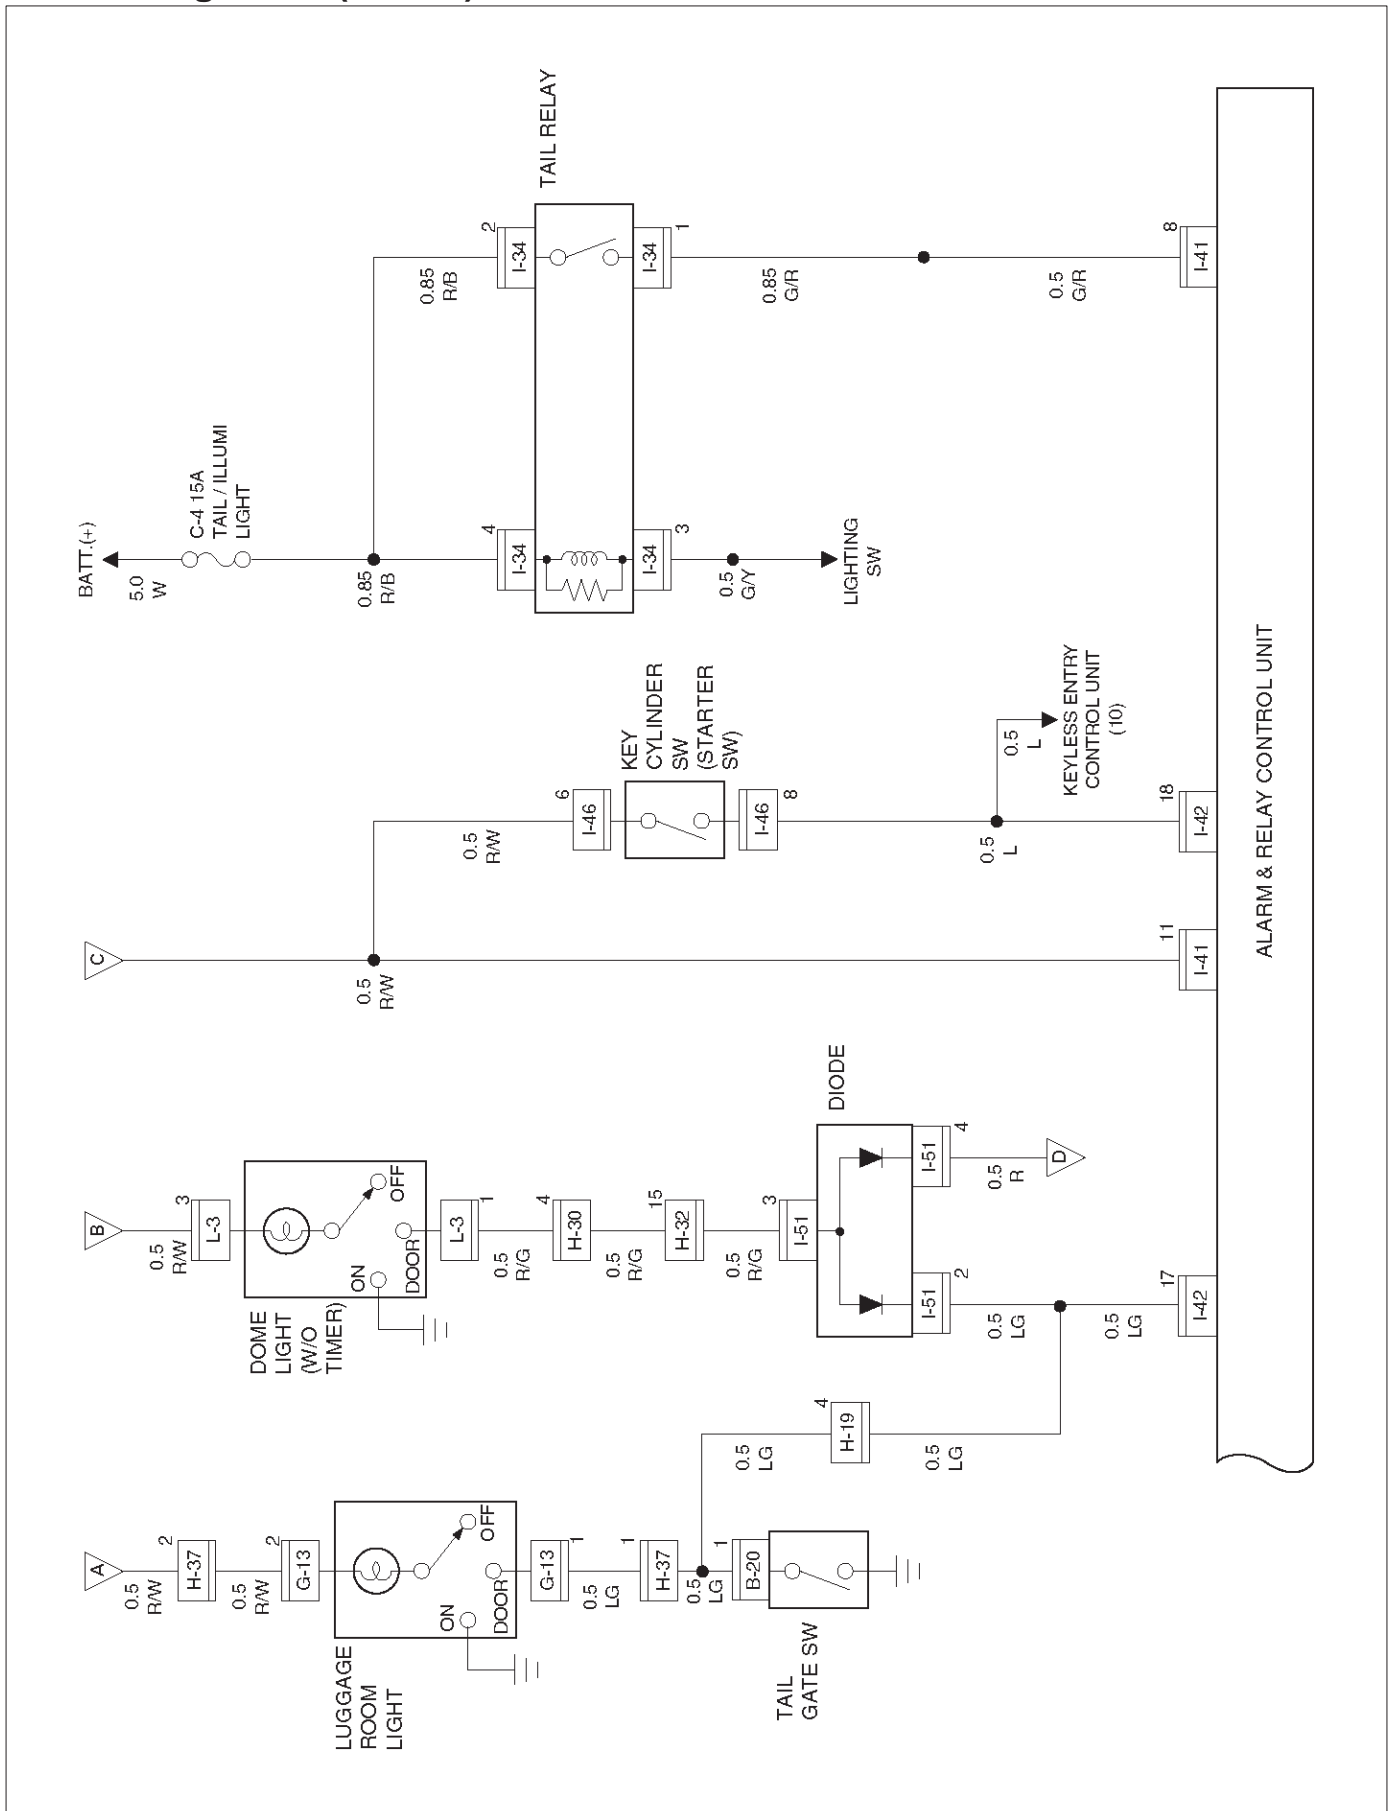 BATT.(+)
5.0
W
C-4 15A
TAIL / ILLUMI
LIGHT
0.85
R/B
0.85
R/B
TAIL RELAY
4
I-34
2
I-34
I-34
3
I-34
1
0.5
G/Y
LIGHTING
SW
0.85
G/R
0.5
G/R
8
I-41
C
0.5
R/W
0.5
R/W
6
I-46
KEY
CYLINDER
SW
(STARTER
SW)
I-46
8
0.5
L
0.5
L
KEYLESS ENTRY
CONTROL UNIT
(10)
11
I-41
18
I-42
B
0.5
R/W
3
L-3
DOME
LIGHT
(W/O
TIMER)
ON
OFF
DOOR
L-3
1
0.5
R/G
4
H-30
0.5
R/G
15
H-32
0.5
R/G
3
I-51
DIODE
I-51
2
I-51
4
0.5
LG
0.5
R
D
0.5
LG
17
I-42
A
0.5
R/W
2
H-37
0.5
R/W
2
G-13
LUGGAGE
ROOM
LIGHT
ON
OFF
DOOR
G-13
1
0.5
LG
1
H-37
0.5
LG
1
B-20
TAIL
GATE SW
0.5
LG
4
H-19
0.5
LG
ALARM & RELAY CONTROL UNIT